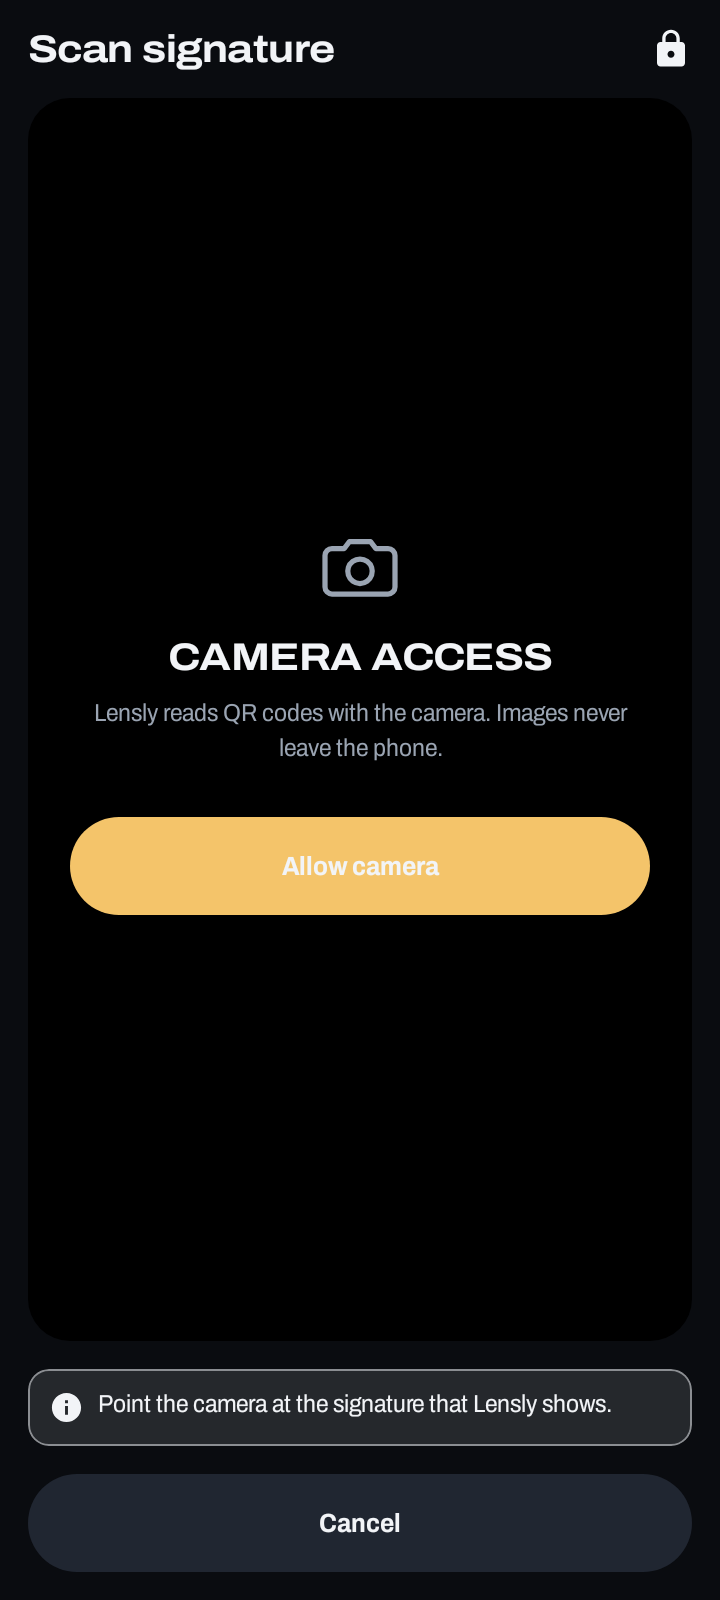 Scan signature
CAMERA ACCESS
Lensly reads QR codes with the camera. Images never
leave the phone.
Allow camera
Point the camera at the signature that Lensly shows.
Cancel